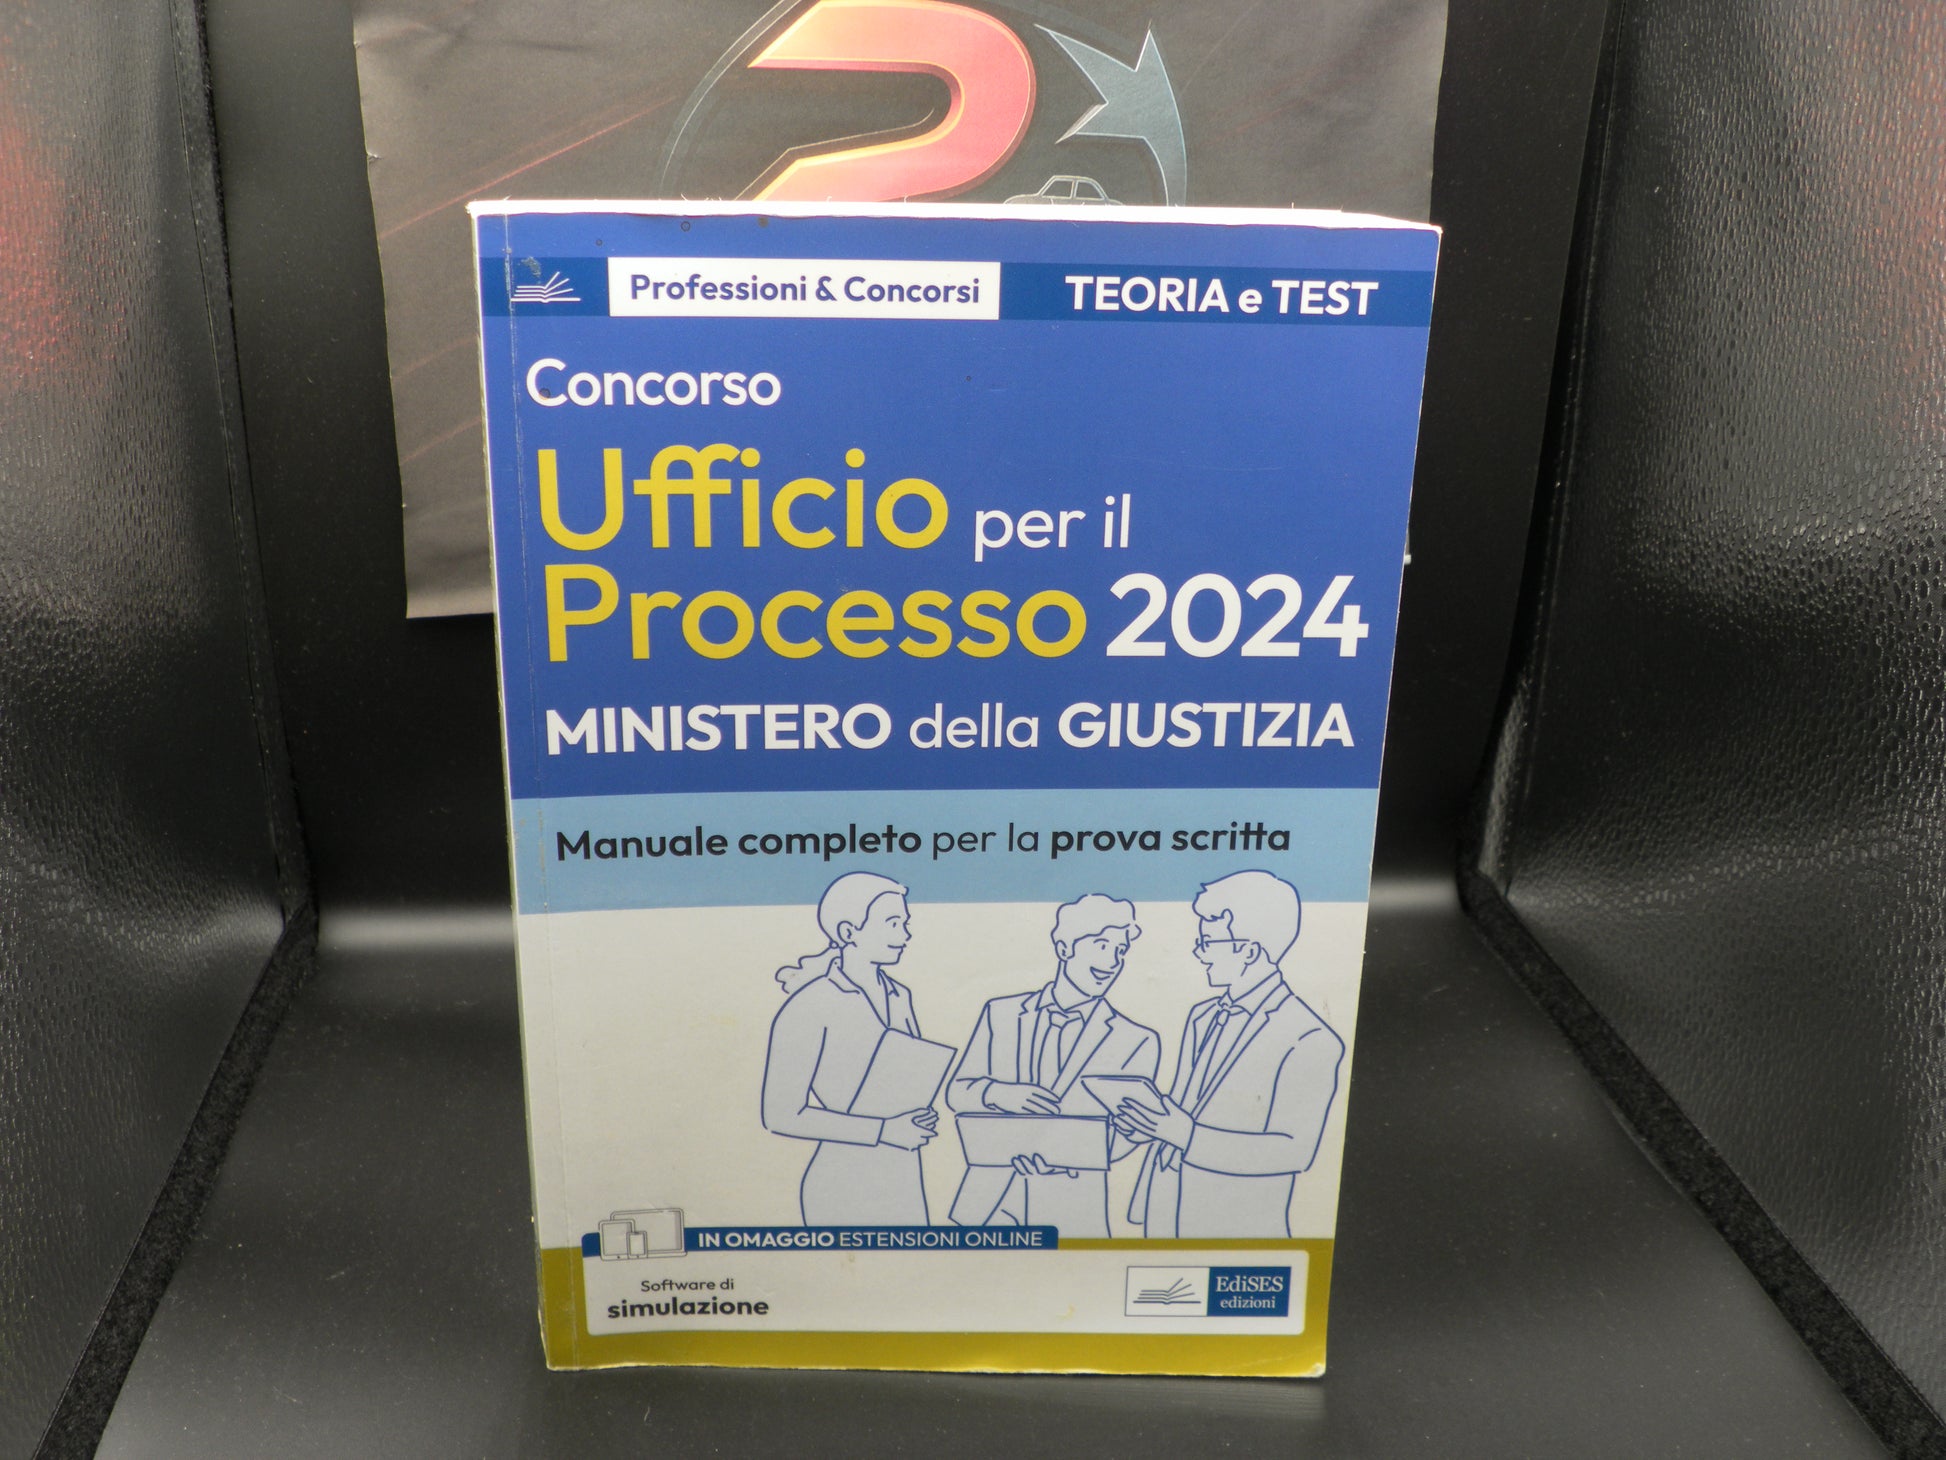 Professioni & Concorsi
TEORIA e TEST
Concorso
Ufficio per il
Processo 2024
MINISTERO della GIUSTIZIA
Manuale completo per la prova scritta
IN OMAGGIO ESTENSIONI ONLINE
Software di
simulazione
EdiSES
edizioni